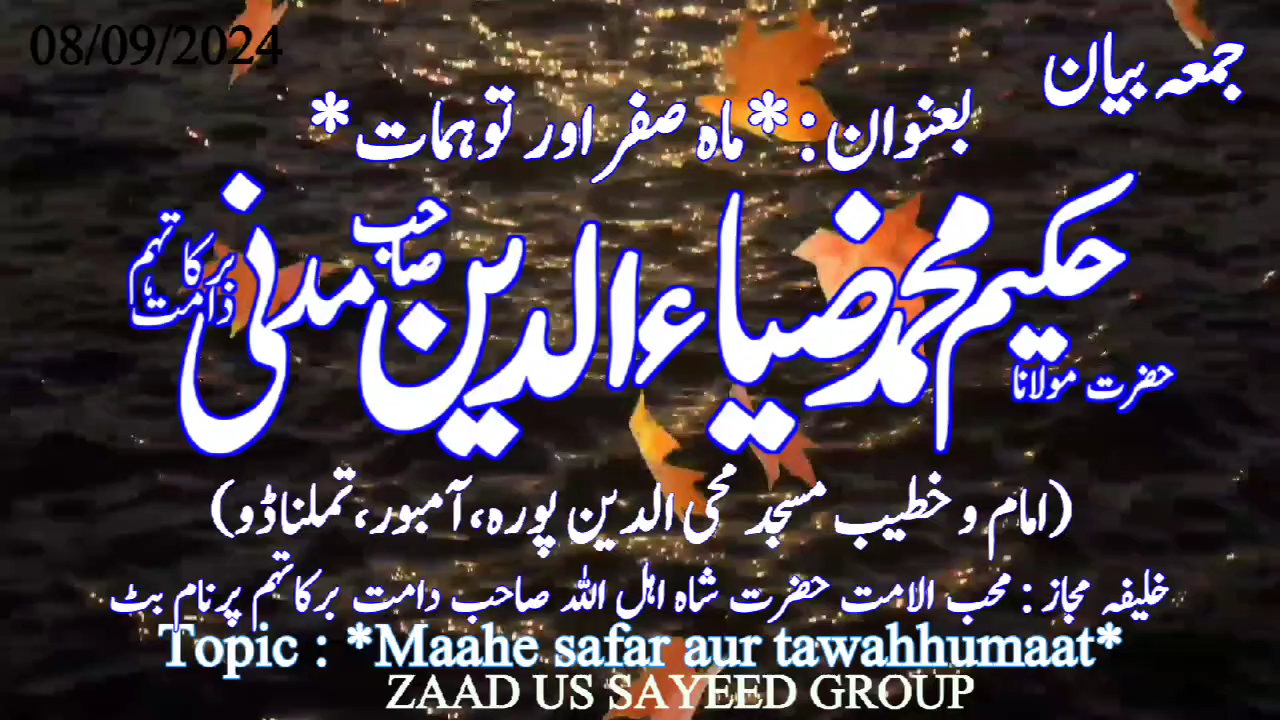 08/09/2024
جمعہ بیان
بعنوان : *ماہ صفر اور توہمات*
حضرت مولانا حکیم محمد ضیاء الدین صاحب مدنی دامت برکاتہم
(امام و خطیب مسجد محی الدین پورہ، آمبور، تملناڈو)
خلیفہ مجاز : محب الامت حضرت شاہ اہل اللہ صاحب دامت برکاتہم پرنام بٹ
Topic : *Maahe safar aur tawahhumaat*
ZAAD US SAYEED GROUP